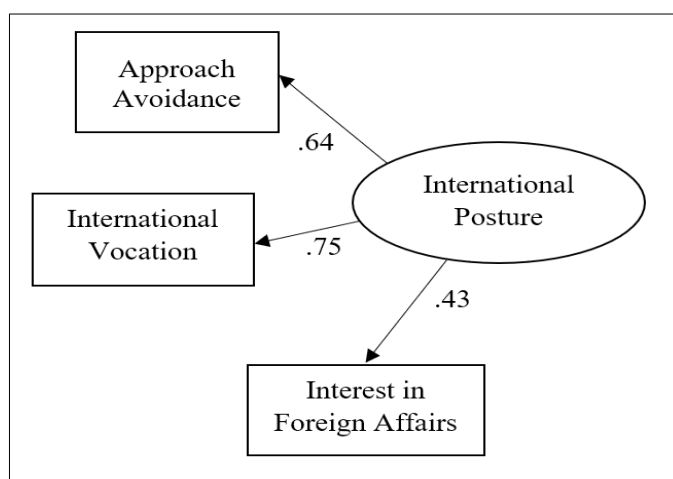 Approach
Avoidance
.64
International
Posture
International
Vocation
.75
.43
Interest in
Foreign Affairs